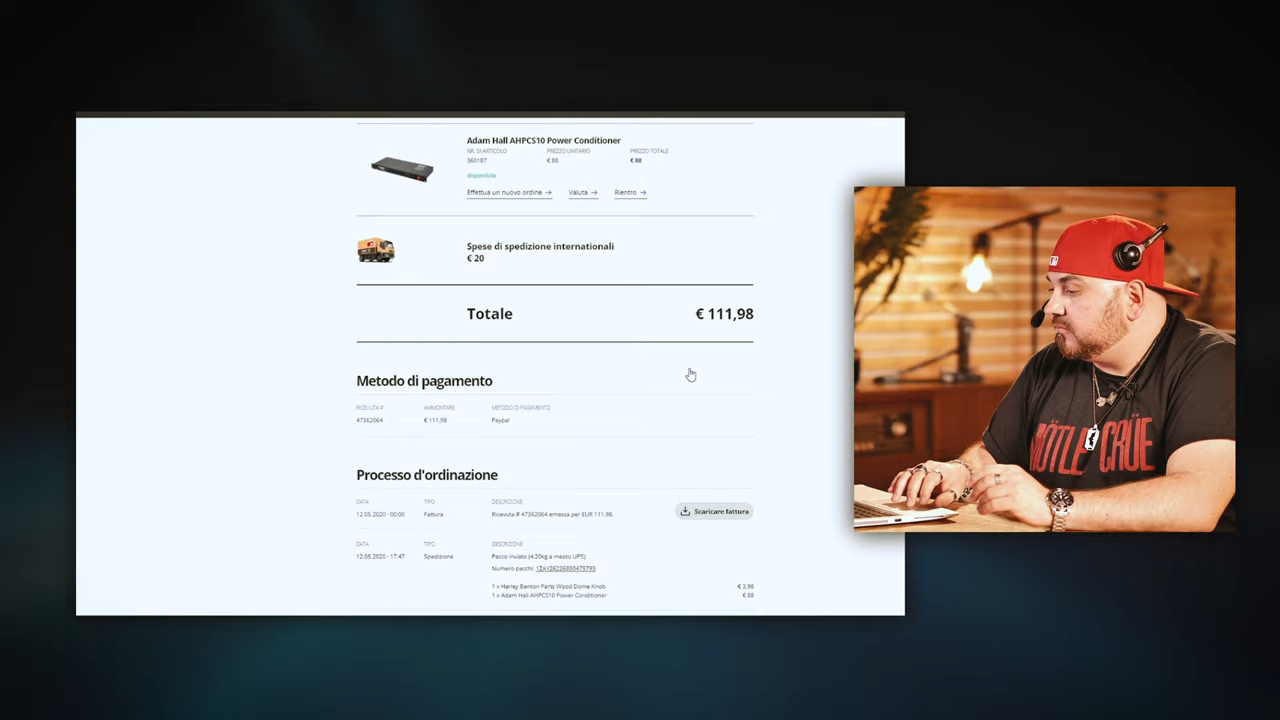 Adam Hall AHPCS10 Power Conditioner
NR. DI ARTICOLO PREZZO UNITARIO PREZZO TOTALE
360187 € 88 € 88
disponibile
Effettua un nuovo ordine → Valuta → Rientro →
Spese di spedizione internationali
€ 20
Totale € 111,98
Metodo di pagamento
RICEVUTA # AMMONTARE METODO DI PAGAMENTO
47362064 € 111,98 Paypal
Processo d'ordinazione
DATA TIPO DESCRIZIONE
12.05.2020 - 00:00 Fattura Ricevuta # 47362064 emessa per EUR 111,98. Scaricare fattura
DATA TIPO DESCRIZIONE
12.05.2020 - 17:47 Spedizione Pacco inviato (4.20kg a mezzo UPS).
Numero pacchi: 1ZAY26226850475793
1 x Harley Benton Parts Wood Dome Knob € 3,98
1 x Adam Hall AHPCS10 Power Conditioner € 88
MÖTLEY CRÜE